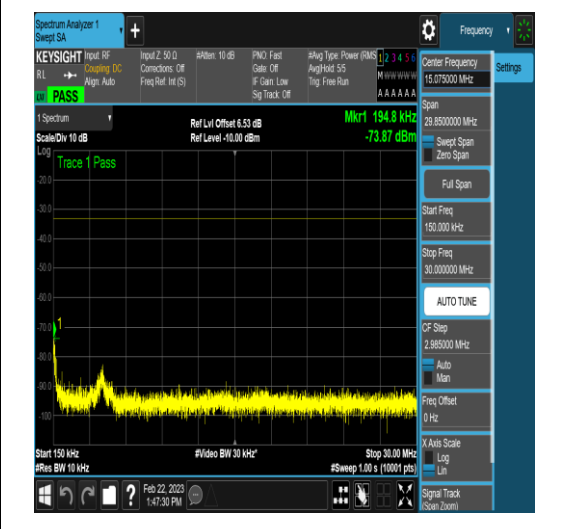 Spectrum Analyzer 1
Swept SA
Frequency
KEYSIGHT
RL
PASS
Input: RF
Coupling: DC
Align: Auto
Input Z: 50 Ω
Corrections: Off
Freq Ref: Int (S)
#Atten: 10 dB
PNO: Fast
Gate: Off
IF Gain: Low
Sig Track: Off
#Avg Type: Power (RMS
Avg|Hold: 5/5
Trig: Free Run
1 2 3 4 5 6
M W W W W W
A A A A A A
Center Frequency
15.075000 MHz
Settings
Span
29.8500000 MHz
Swept Span
Zero Span
Full Span
Start Freq
150.000 kHz
Stop Freq
30.000000 MHz
AUTO TUNE
CF Step
2.985000 MHz
Auto
Man
Freq Offset
0 Hz
X Axis Scale
Log
Lin
Signal Track
(Span Zoom)
1 Spectrum
Scale/Div 10 dB
Ref Lvl Offset 6.53 dB
Ref Level -10.00 dBm
Mkr1 194.8 kHz
-73.87 dBm
Log
Trace 1 Pass
-20.0
-30.0
-40.0
-50.0
-60.0
-70.0
1
-80.0
-90.0
-100
Start 150 kHz
#Res BW 10 kHz
#Video BW 30 kHz*
Stop 30.00 MHz
#Sweep 1.00 s (10001 pts)
Feb 22, 2023
1:47:30 PM